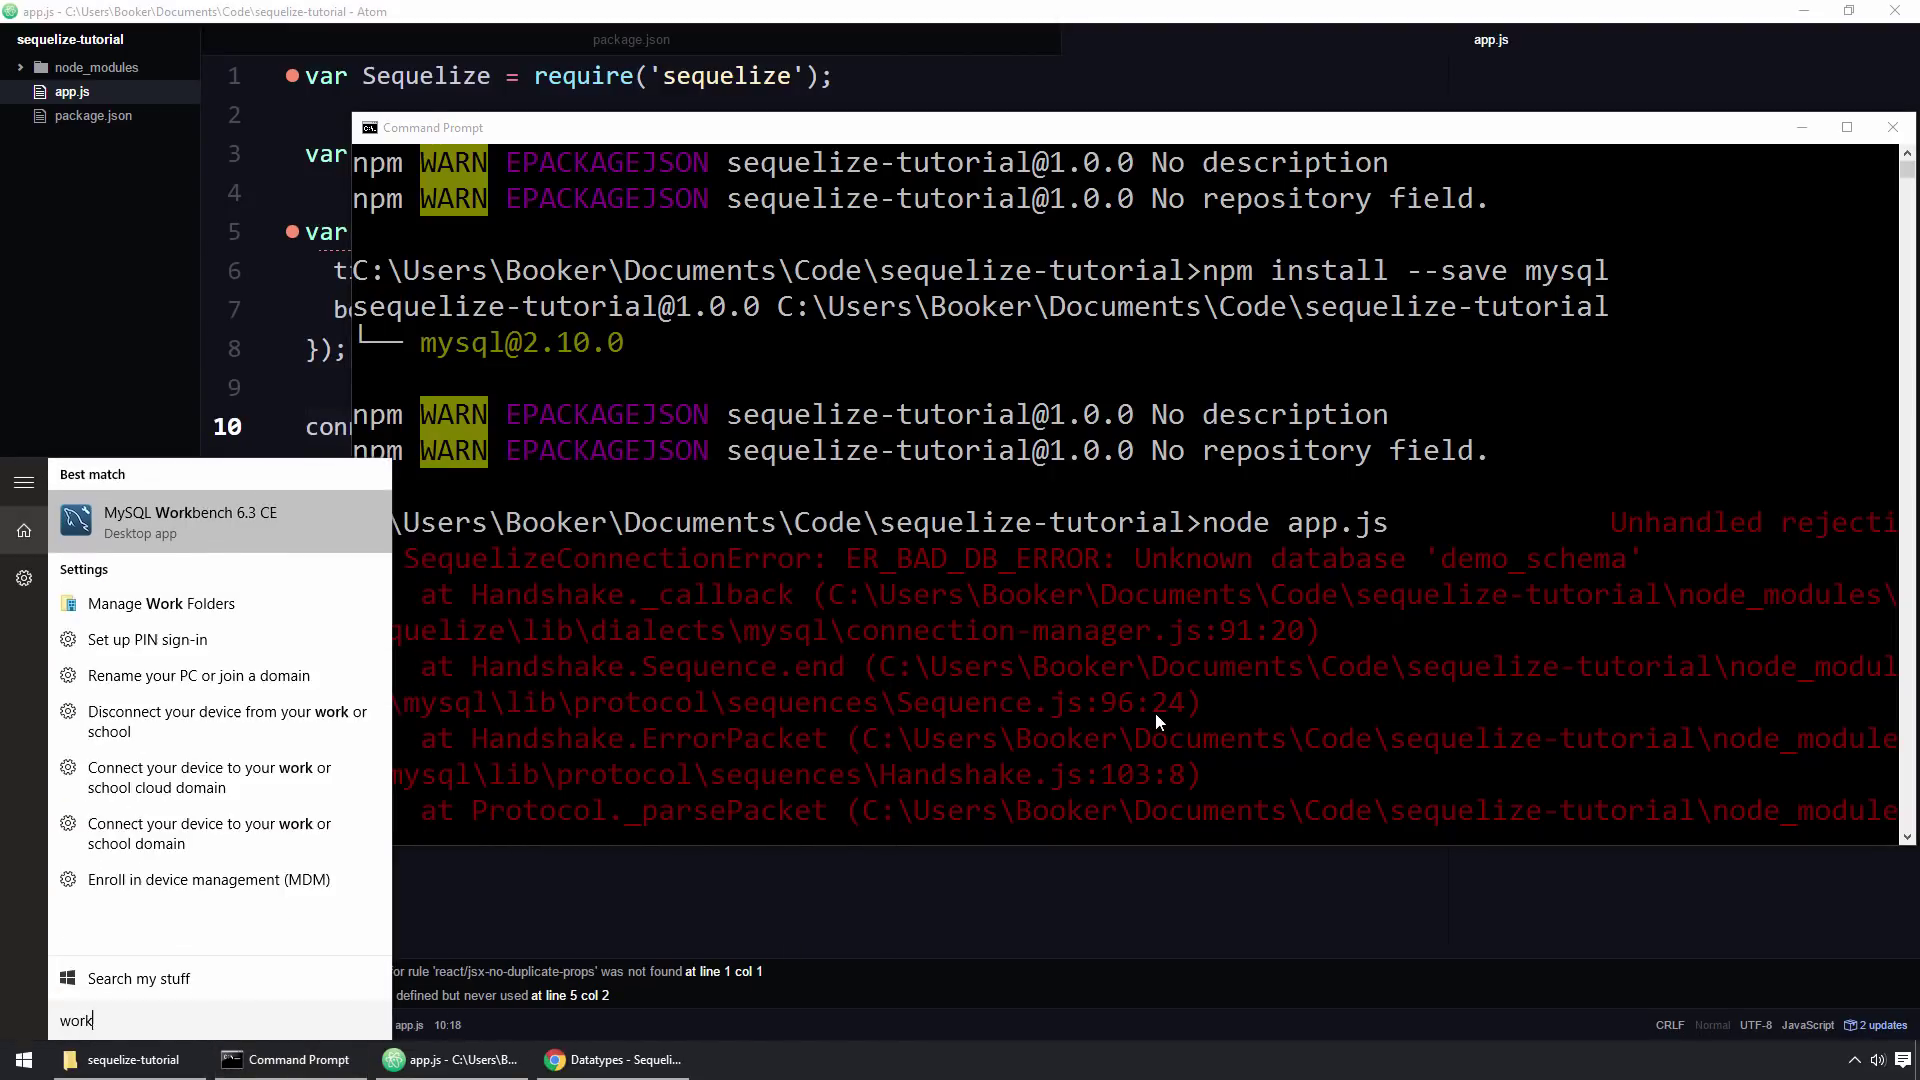 app.js - C:\Users\Booker\Documents\Code\sequelize-tutorial - Atom
sequelize-tutorial
node_modules
app.js
package.json
package.json
app.js
1 var Sequelize = require('sequelize');
2
3 var
4
5 var
6 t
7 b
8 });
9
10 con
Command Prompt
npm WARN EPACKAGEJSON sequelize-tutorial@1.0.0 No description
npm WARN EPACKAGEJSON sequelize-tutorial@1.0.0 No repository field.
C:\Users\Booker\Documents\Code\sequelize-tutorial>npm install --save mysql
sequelize-tutorial@1.0.0 C:\Users\Booker\Documents\Code\sequelize-tutorial
└── mysql@2.10.0
npm WARN EPACKAGEJSON sequelize-tutorial@1.0.0 No description
npm WARN EPACKAGEJSON sequelize-tutorial@1.0.0 No repository field.
\Users\Booker\Documents\Code\sequelize-tutorial>node app.js Unhandled rejecti
SequelizeConnectionError: ER_BAD_DB_ERROR: Unknown database 'demo_schema'
at Handshake._callback (C:\Users\Booker\Documents\Code\sequelize-tutorial\node_modules\
quelize\lib\dialects\mysql\connection-manager.js:91:20)
at Handshake.Sequence.end (C:\Users\Booker\Documents\Code\sequelize-tutorial\node_modul
mysql\lib\protocol\sequences\Sequence.js:96:24)
at Handshake.ErrorPacket (C:\Users\Booker\Documents\Code\sequelize-tutorial\node_module
mysql\lib\protocol\sequences\Handshake.js:103:8)
at Protocol._parsePacket (C:\Users\Booker\Documents\Code\sequelize-tutorial\node_module
Best match
MySQL Workbench 6.3 CE
Desktop app
Settings
Manage Work Folders
Set up PIN sign-in
Rename your PC or join a domain
Disconnect your device from your work or
school
Connect your device to your work or
school cloud domain
Connect your device to your work or
school domain
Enroll in device management (MDM)
Search my stuff
work
for rule 'react/jsx-no-duplicate-props' was not found at line 1 col 1
defined but never used at line 5 col 2
app.js 10:18
CRLF Normal UTF-8 JavaScript 2 updates
sequelize-tutorial
Command Prompt
app.js - C:\Users\B...
Datatypes - Sequeli...